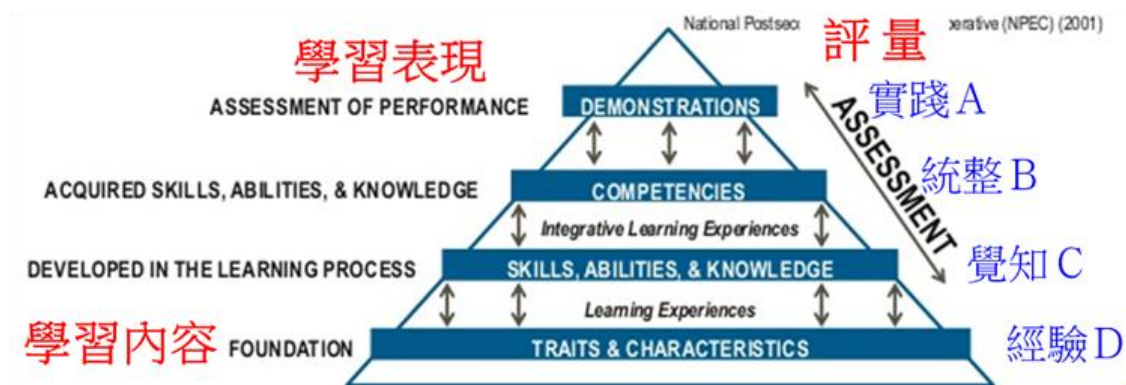 National Postseco
erative (NPEC) (2001)
評量
學習表現
ASSESSMENT OF PERFORMANCE
DEMONSTRATIONS
實踐A
ASSESSMENT
ACQUIRED SKILLS, ABILITIES, & KNOWLEDGE
COMPETENCIES
統整B
Integrative Learning Experiences
DEVELOPED IN THE LEARNING PROCESS
SKILLS, ABILITIES, & KNOWLEDGE
覺知C
Learning Experiences
學習內容
FOUNDATION
TRAITS & CHARACTERISTICS
經驗D